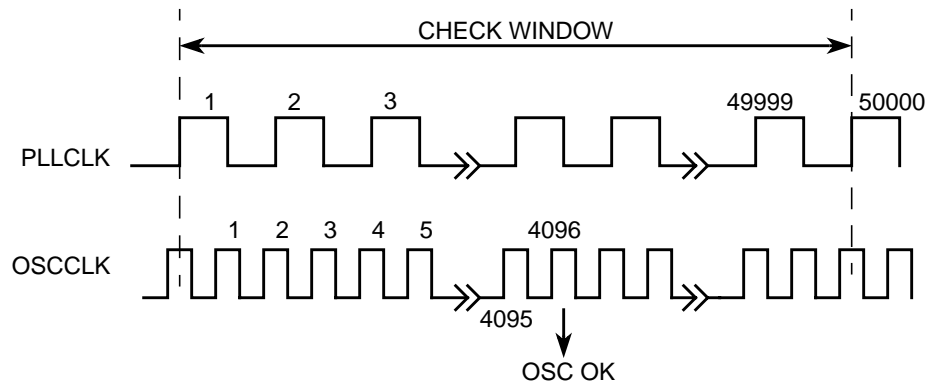 CHECK WINDOW
1 2 3 49999 50000
PLLCLK
1 2 3 4 5 4096
OSCCLK
4095
OSC OK